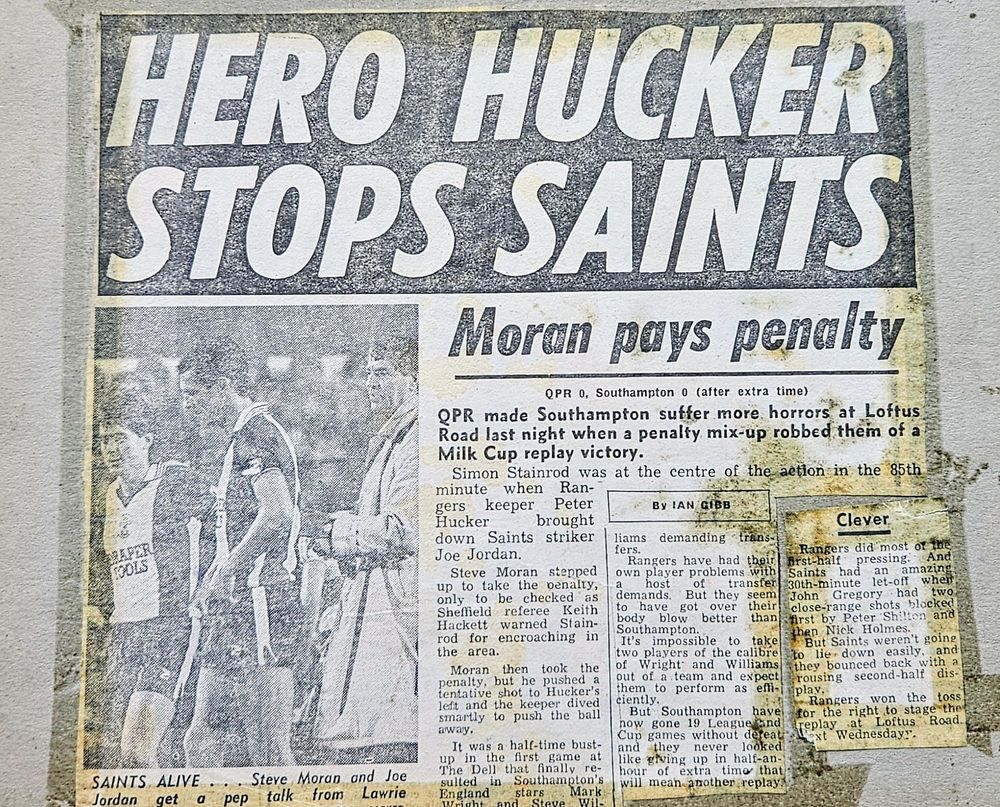 HERO HUCKER
STOPS SAINTS
Moran pays penalty
QPR 0, Southampton 0 (after extra time)
QPR made Southampton suffer more horrors at Loftus
Road last night when a penalty mix-up robbed them of a
Milk Cup replay victory.
Simon Stainrod was at the centre of the action in the 85th
minute when Ran-
gers keeper Peter
Hucker brought
down Saints striker
Joe Jordan.
Steve Moran stepped
up to take the penalty,
only to be checked as
Sheffield referee Keith
Hackett warned Stain-
rod for encroaching in
the area.
Moran then took the
penalty, but he pushed a
tentative shot to Hucker's
left and the keeper dived
smartly to push the ball
away.
It was a half-time bust-
up in the first game at
The Dell that finally re-
sulted in Southampton's
England stars Mark
Wright and Steve Wil-
By IAN GIBB
liams demanding trans-
fers.
Rangers have had their
own player problems with
a host of transfer
demands. But they seem
to have got over their
body blow better than
Southampton.
It's impossible to take
two players of the calibre
of Wright and Williams
out of a team and expect
them to perform as effi-
ciently.
But Southampton have
now gone 19 League and
Cup games without defeat
and they never looked
like giving up in half-an-
hour of extra time that
will mean another replay.
Clever
Rangers did most of the
first-half pressing. And
Saints had an amazing
30th-minute let-off when
John Gregory had two
close-range shots blocked
first by Peter Shilton and
then Nick Holmes.
But Saints weren't going
to lie down easily, and
they bounced back with a
rousing second-half dis-
play.
Rangers won the toss
for the right to stage the
replay at Loftus Road
next Wednesday.
DRAPER
TOOLS
SAINTS ALIVE . . . Steve Moran and Joe
Jordan get a pep talk from Lawrie